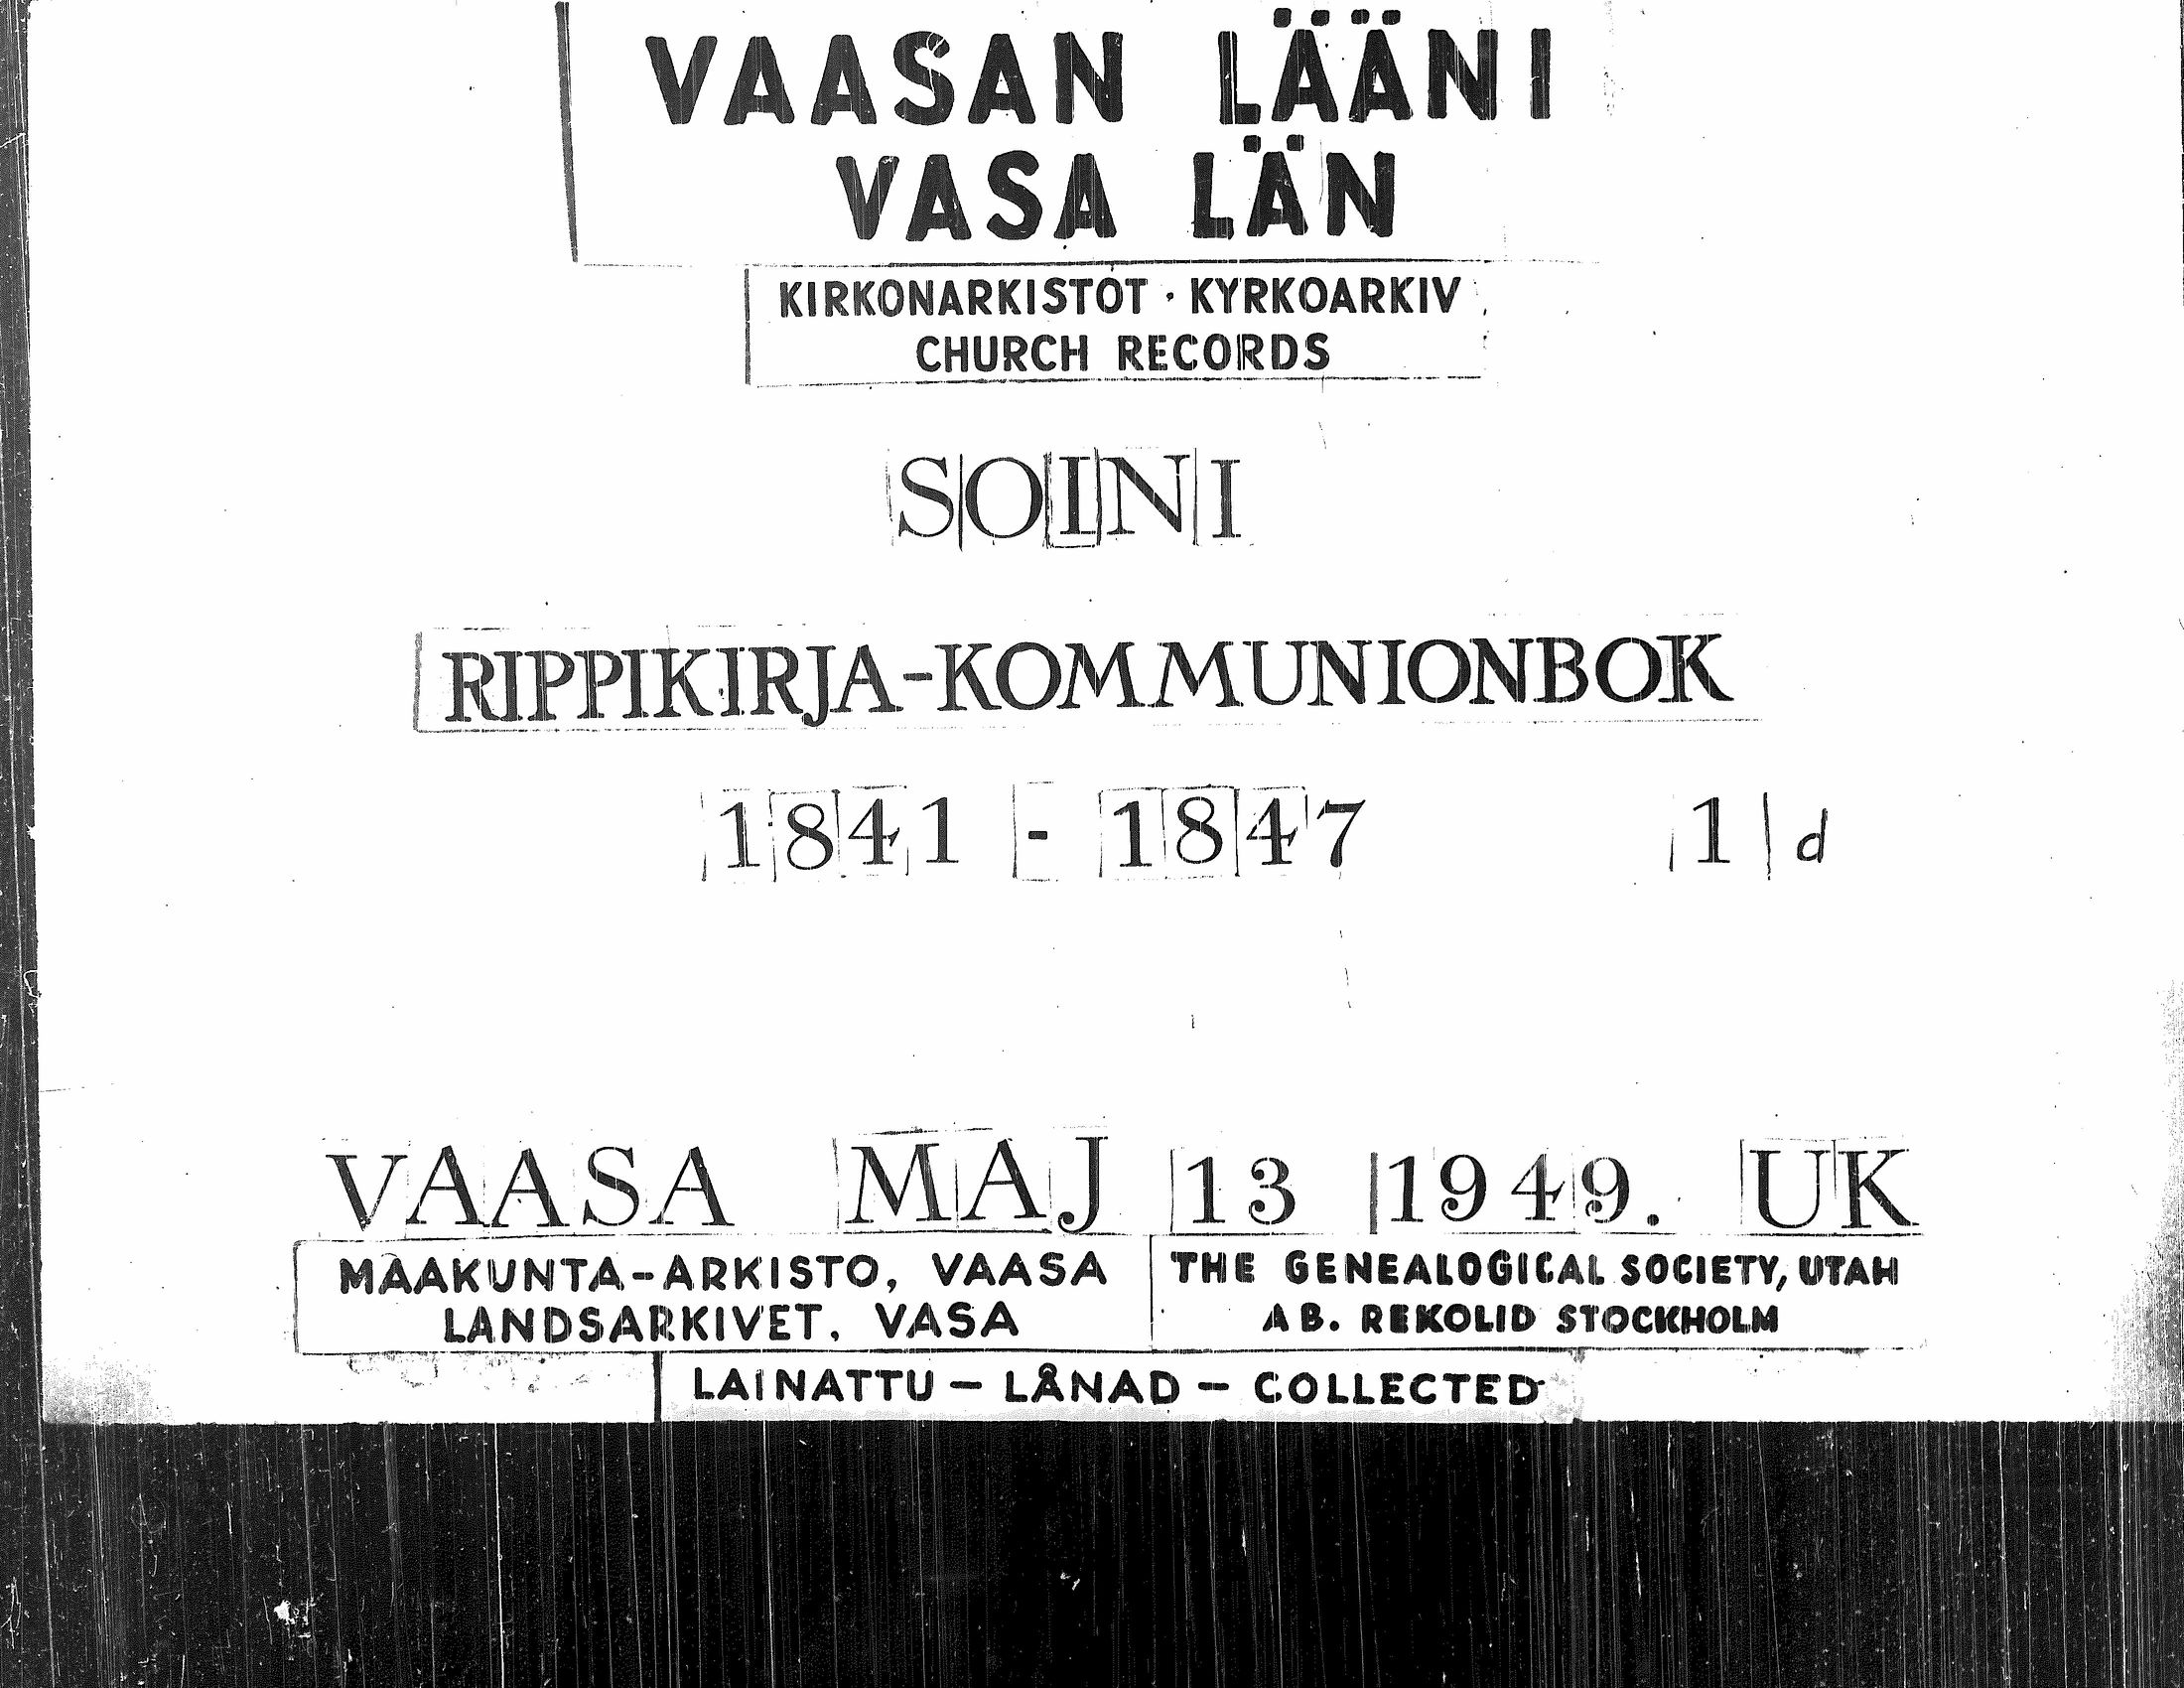 VAASAN LÄÄNI
VASA LÄN
KIRKONARKISTOT · KYRKOARKIV
CHURCH RECORDS
SOINI
RIPPIKIRJA-KOMMUNIONBOK
1841 - 1847 1 d
VAASA MAJ 13 1949. UK
MAAKUNTA-ARKISTO, VAASA
LANDSARKIVET, VASA
THE GENEALOGICAL SOCIETY, UTAH
AB. REKOLID STOCKHOLM
LAINATTU – LÅNAD – COLLECTED